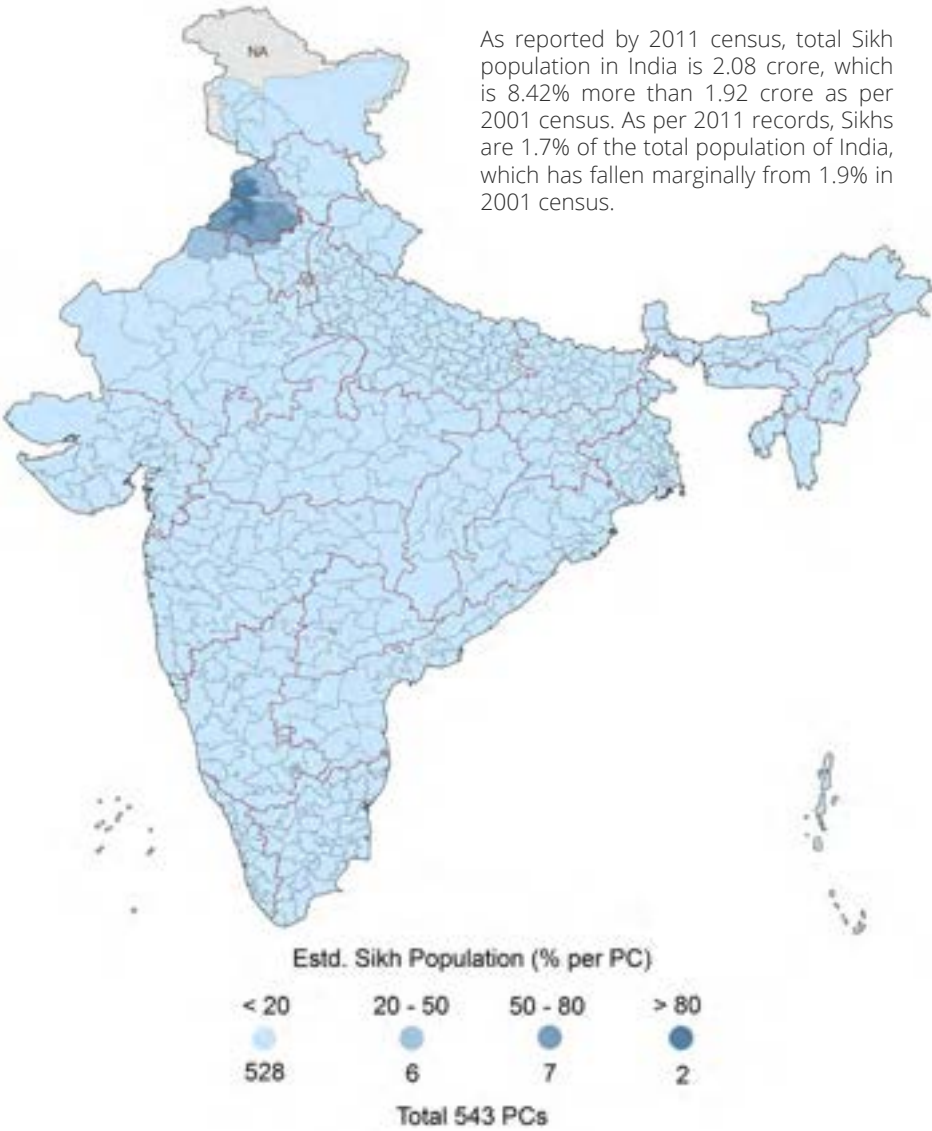 As reported by 2011 census, total Sikh
population in India is 2.08 crore, which
is 8.42% more than 1.92 crore as per
2001 census. As per 2011 records, Sikhs
are 1.7% of the total population of India,
which has fallen marginally from 1.9% in
2001 census.
NA
Estd. Sikh Population (% per PC)
< 20 20 - 50 50 - 80 > 80
528 6 7 2
Total 543 PCs